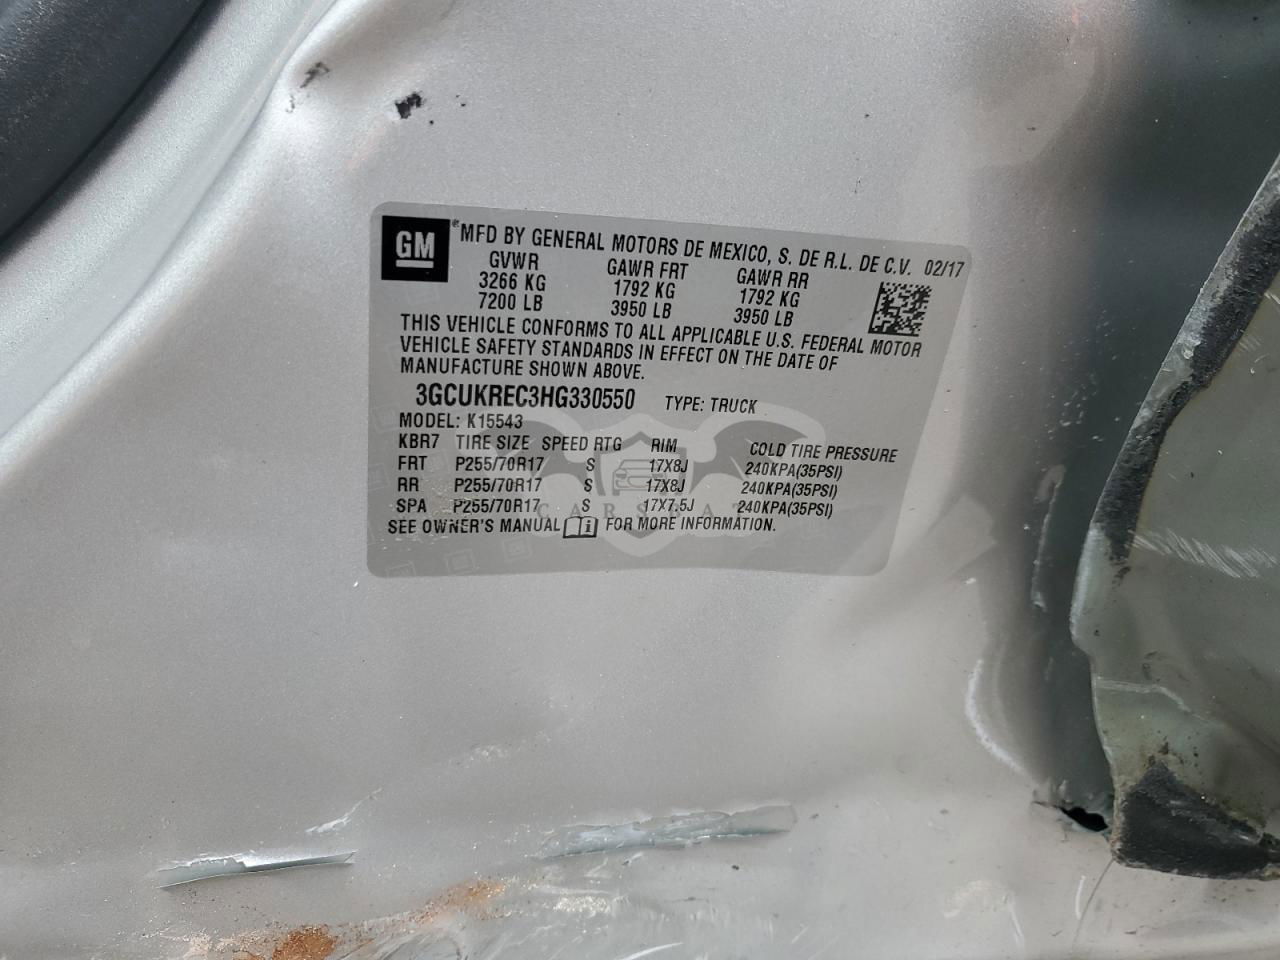 GM ® MFD BY GENERAL MOTORS DE MEXICO, S. DE R.L. DE C.V. 02/17
GVWR GAWR FRT GAWR RR
3266 KG 1792 KG 1792 KG
7200 LB 3950 LB 3950 LB
THIS VEHICLE CONFORMS TO ALL APPLICABLE U.S. FEDERAL MOTOR
VEHICLE SAFETY STANDARDS IN EFFECT ON THE DATE OF
MANUFACTURE SHOWN ABOVE.
3GCUKREC3HG330550 TYPE: TRUCK
MODEL: K15543
KBR7 TIRE SIZE SPEED RTG RIM COLD TIRE PRESSURE
FRT P255/70R17 S 17X8J 240KPA(35PSI)
RR P255/70R17 S 17X8J 240KPA(35PSI)
SPA P255/70R17 S 17X7.5J 240KPA(35PSI)
SEE OWNER'S MANUAL i FOR MORE INFORMATION.